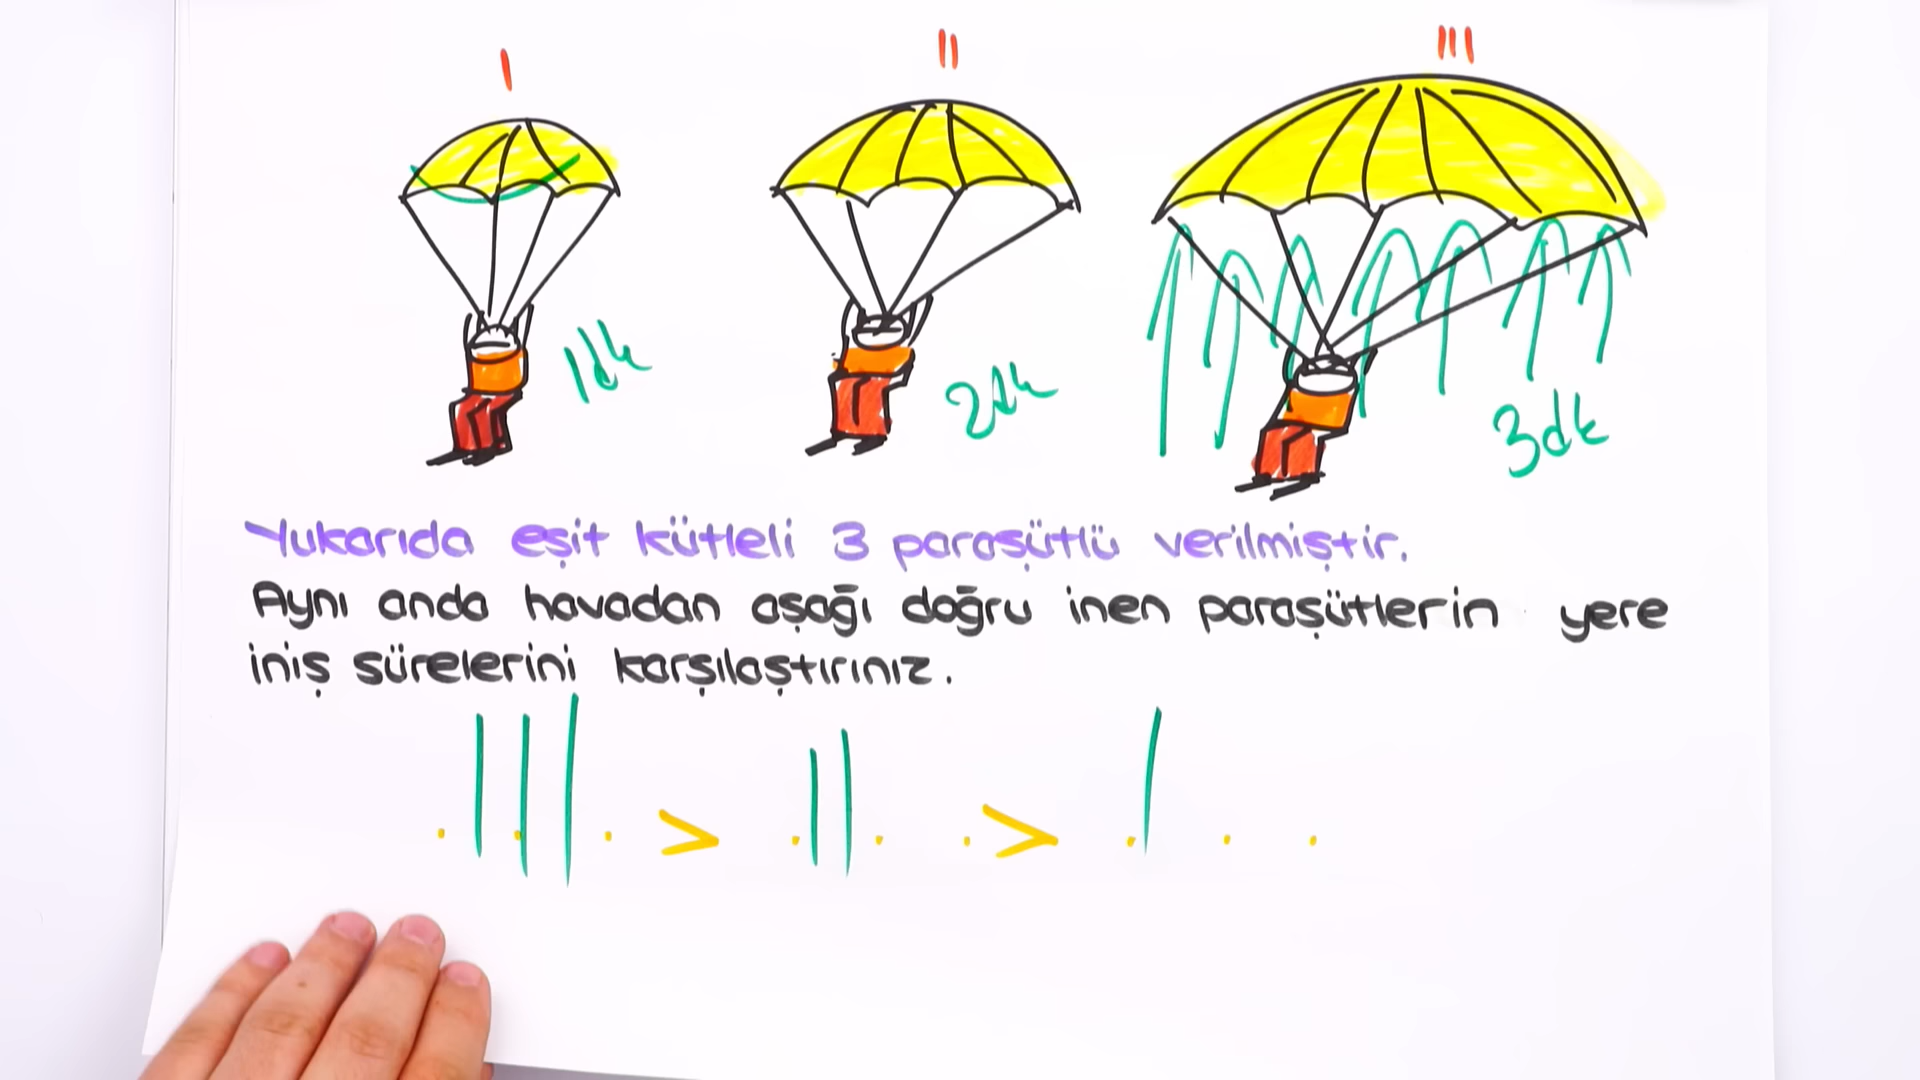 I II III
1dk 2dk 3dk
Yukarıda eşit kütleli 3 paraşütlü verilmiştir.
Aynı anda havadan aşağı doğru inen paraşütlerin yere
iniş sürelerini karşılaştırınız.
III > II > I